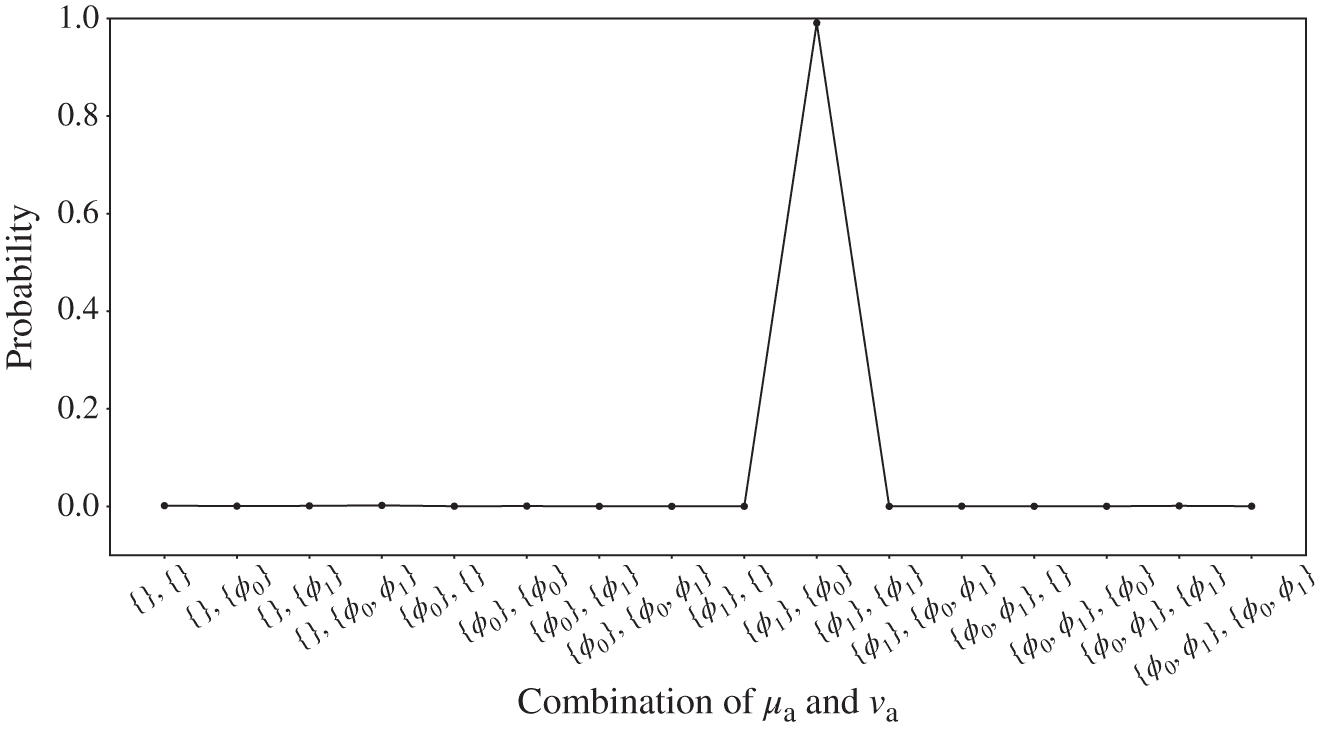 1.0
0.8
0.6
0.4
0.2
0.0
Probability
{}, {}
{}, {ϕ₀}
{}, {ϕ₁}
{}, {ϕ₀, ϕ₁}
{ϕ₀}, {}
{ϕ₀}, {ϕ₀}
{ϕ₀}, {ϕ₁}
{ϕ₀}, {ϕ₀, ϕ₁}
{ϕ₁}, {}
{ϕ₁}, {ϕ₀}
{ϕ₁}, {ϕ₁}
{ϕ₁}, {ϕ₀, ϕ₁}
{ϕ₀, ϕ₁}, {}
{ϕ₀, ϕ₁}, {ϕ₀}
{ϕ₀, ϕ₁}, {ϕ₁}
{ϕ₀, ϕ₁}, {ϕ₀, ϕ₁}
Combination of μₐ and νₐ